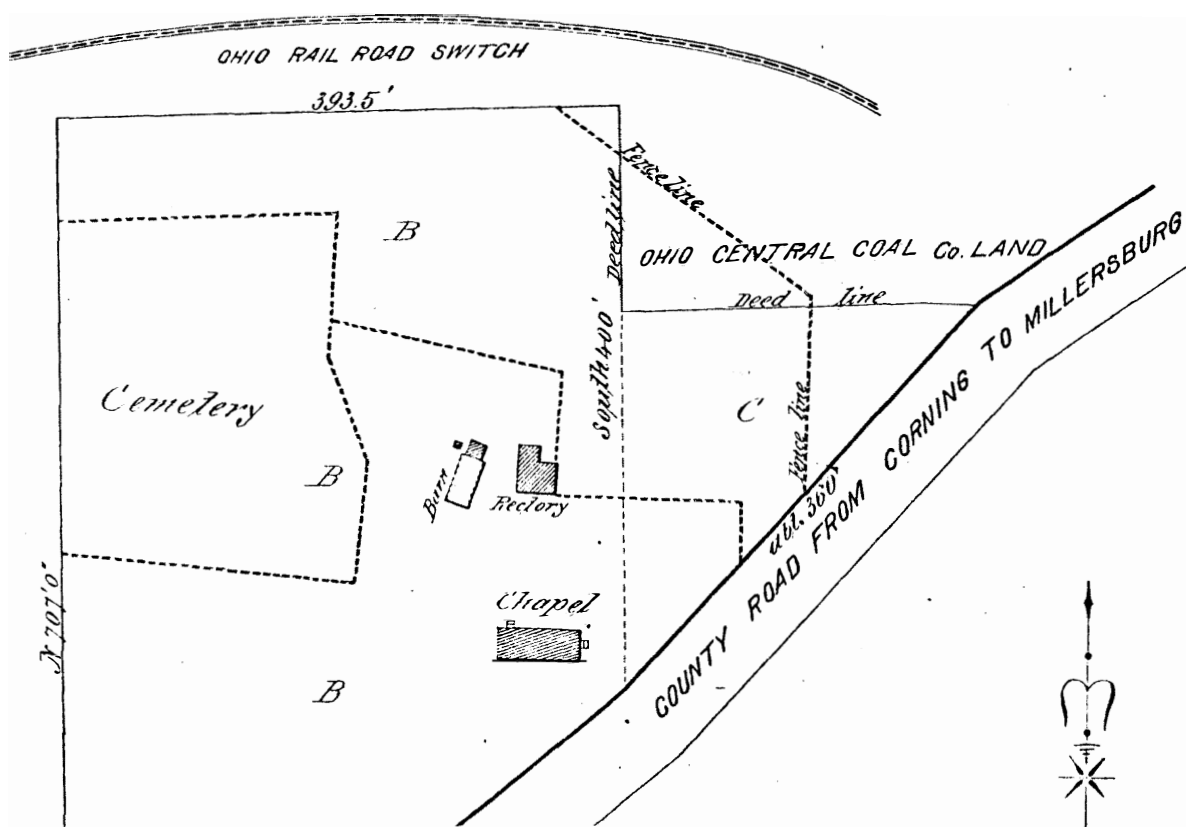 OHIO RAIL ROAD SWITCH
393.5'
Fence line
B
Deed line
OHIO CENTRAL COAL Co. LAND
Deed line
South 400'
Cemetery
C
Fence line
B
Barn
Rectory
abt. 360'
COUNTY ROAD FROM CORNING TO MILLERSBURG
Chapel
N 707'0"
B